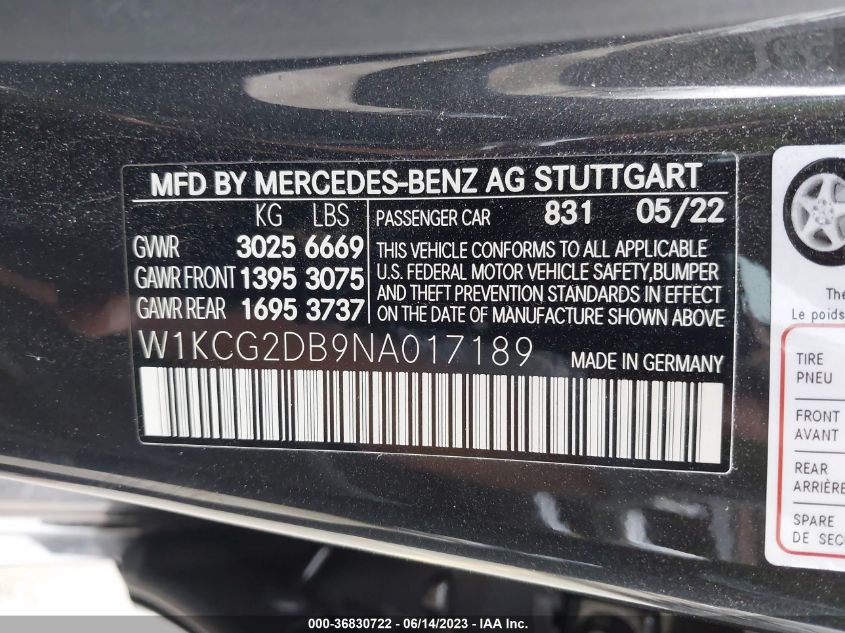 MFD BY MERCEDES-BENZ AG STUTTGART
KG LBS
GVWR 3025 6669
GAWR FRONT 1395 3075
GAWR REAR 1695 3737
PASSENGER CAR 831 05/22
THIS VEHICLE CONFORMS TO ALL APPLICABLE
U.S. FEDERAL MOTOR VEHICLE SAFETY,BUMPER
AND THEFT PREVENTION STANDARDS IN EFFECT
ON THE DATE OF MANUFACTURE SHOWN ABOVE
W1KCG2DB9NA017189
MADE IN GERMANY
Le poids
TIRE
PNEU
FRONT
AVANT
REAR
ARRIÈRE
SPARE
DE
000-36830722 - 06/14/2023 - IAA Inc.